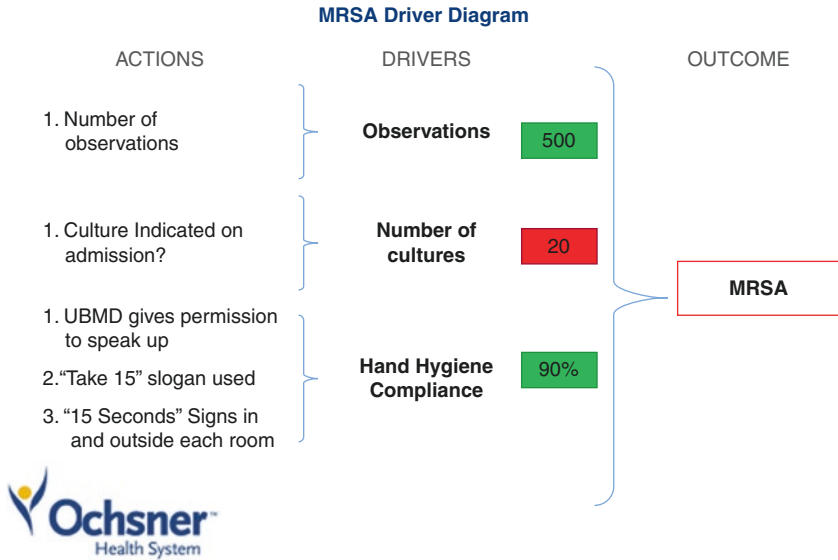 MRSA Driver Diagram
ACTIONS
DRIVERS
OUTCOME
1. Number of
observations
Observations
500
1. Culture Indicated on
admission?
Number of
cultures
20
1. UBMD gives permission
to speak up
2.“Take 15” slogan used
3. “15 Seconds” Signs in
and outside each room
Hand Hygiene
Compliance
90%
MRSA
Ochsner™
Health System